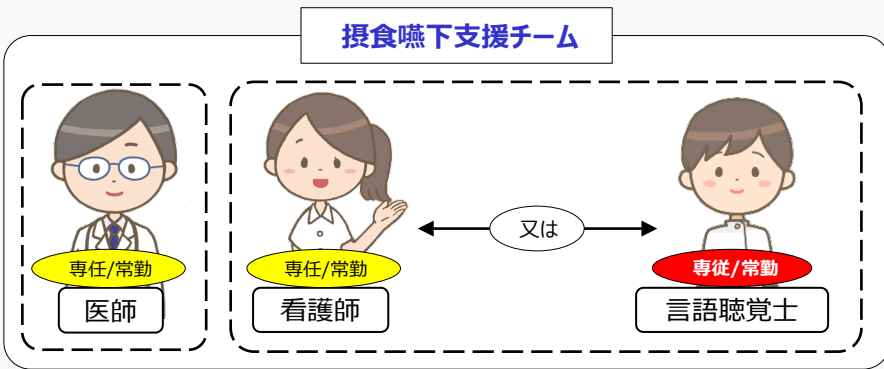 摂食嚥下支援チーム
専任/常勤
医師
専任/常勤
看護師
又は
専従/常勤
言語聴覚士